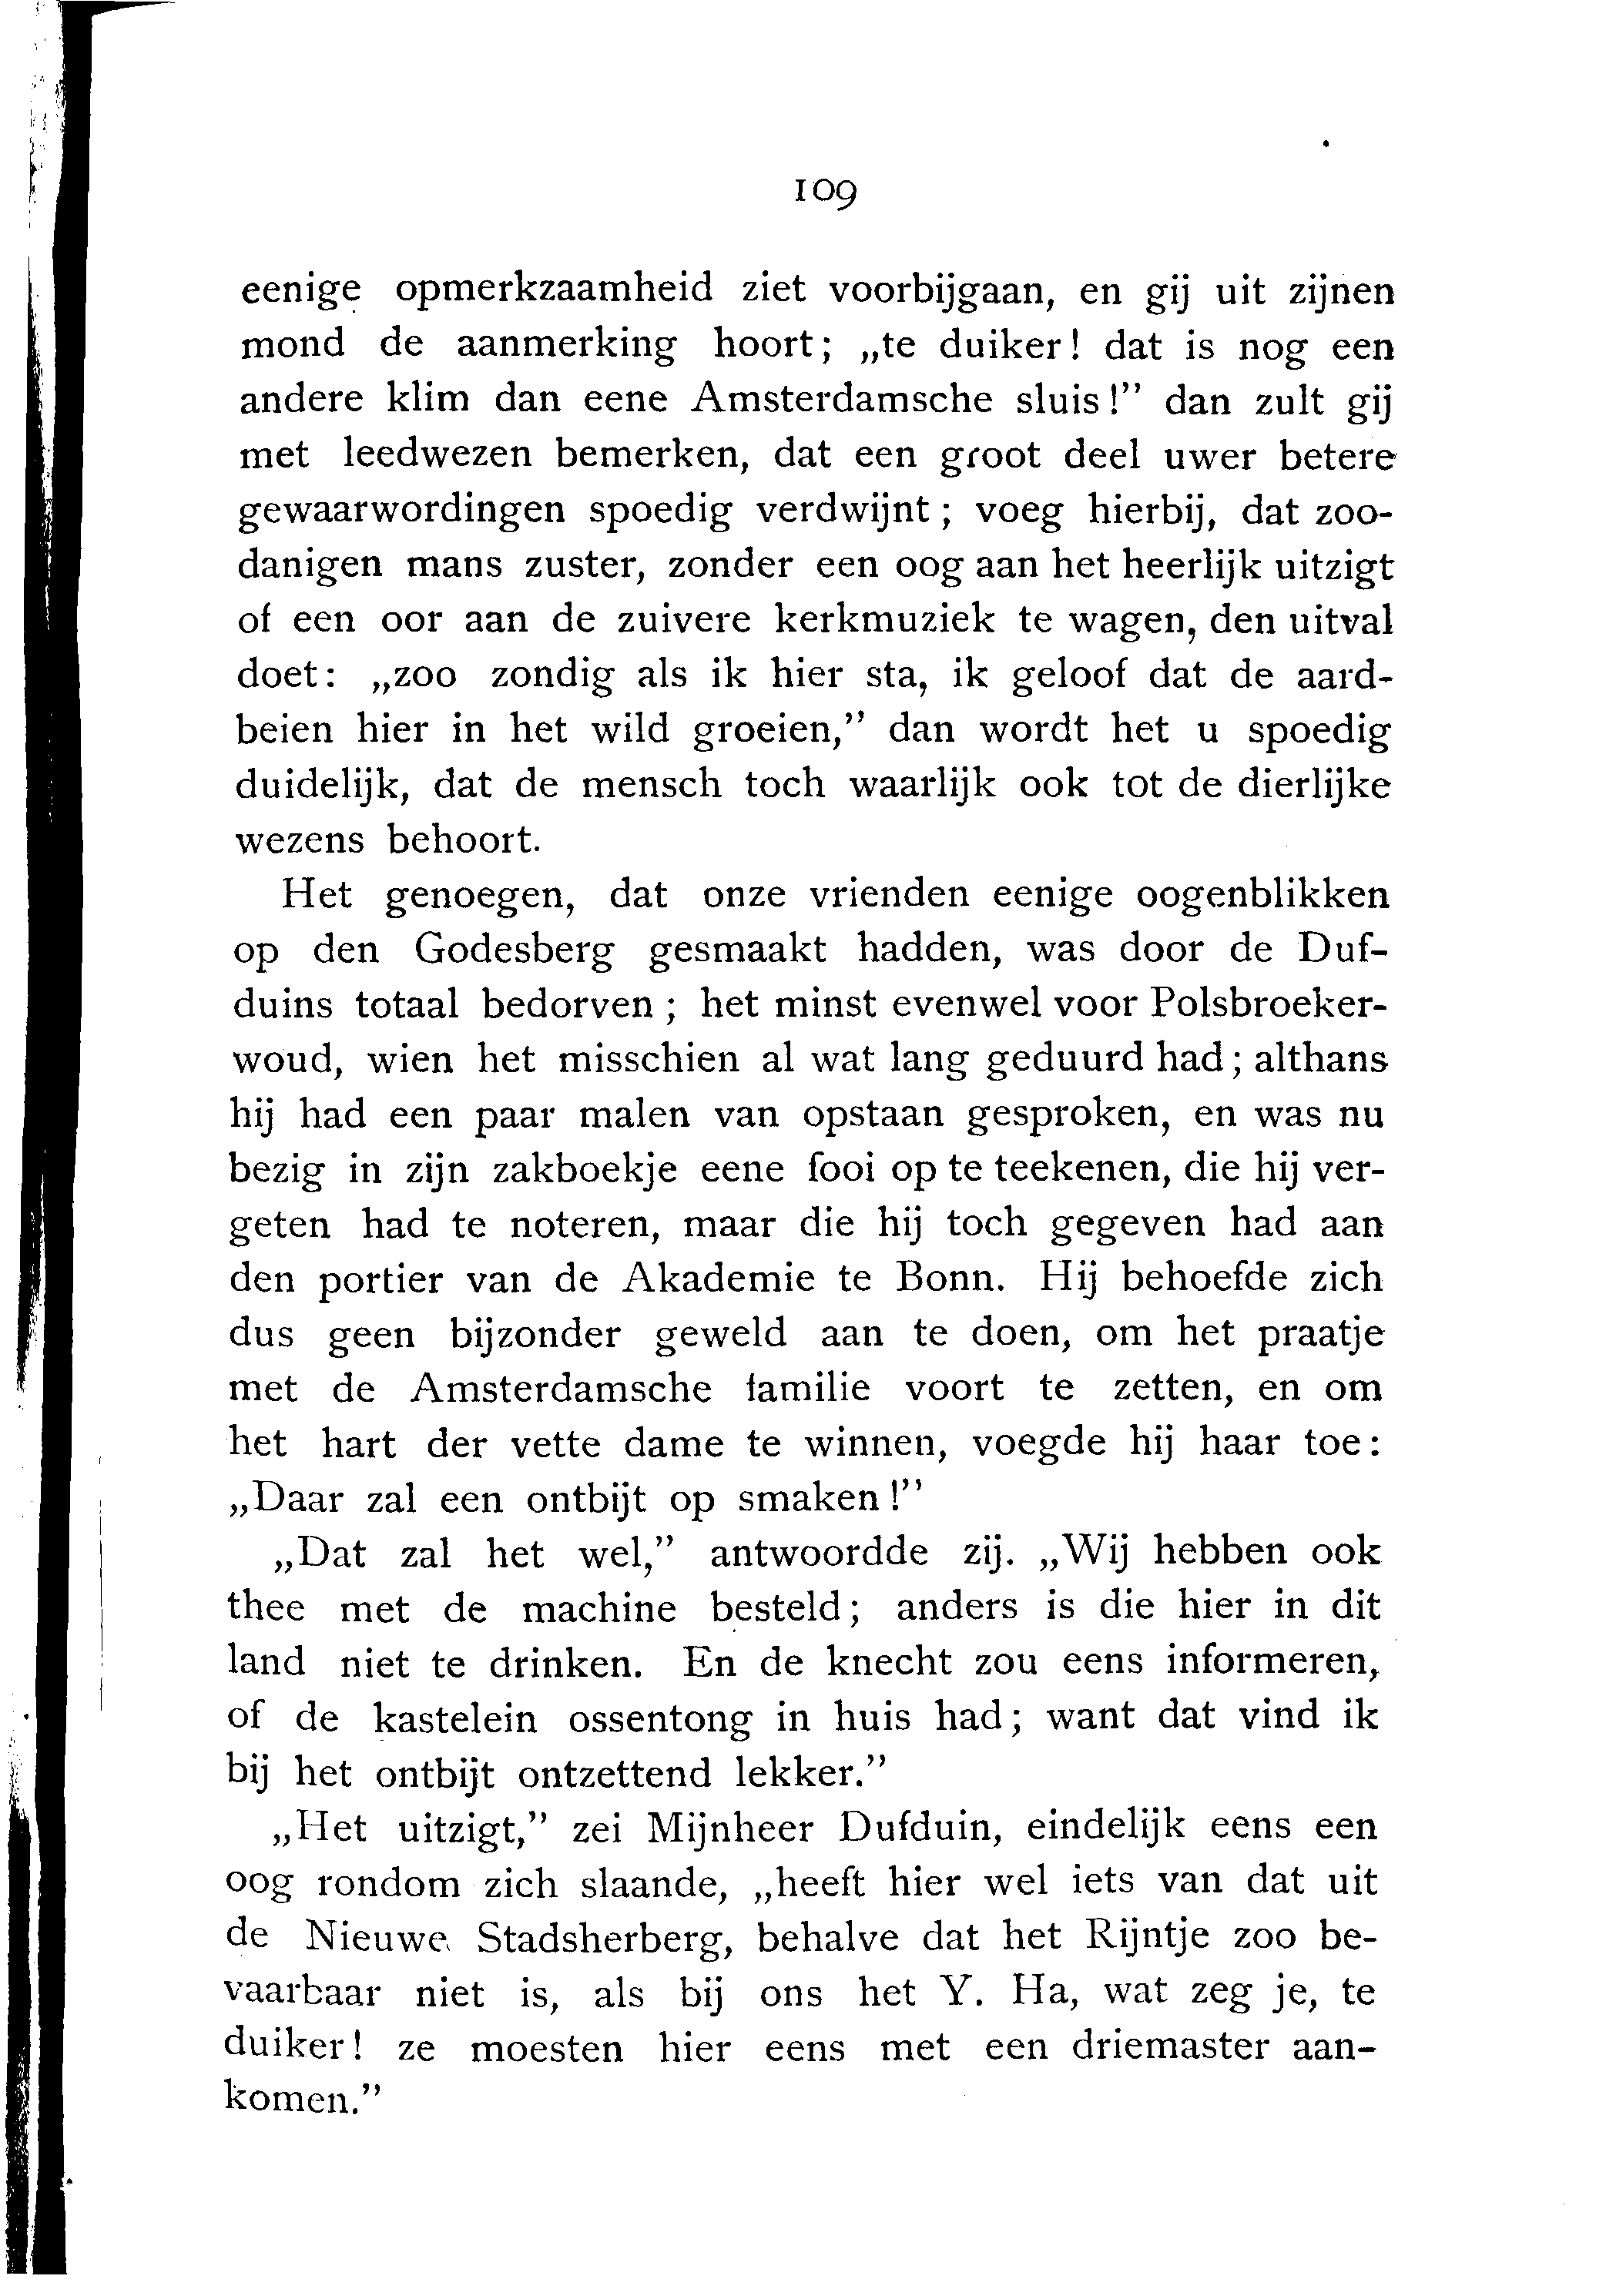 109
eenige opmerkzaamheid ziet voorbijgaan, en gij uit zijnen
mond de aanmerking hoort; „te duiker! dat is nog een
andere klim dan eene Amsterdamsche sluis!” dan zult gij
met leedwezen bemerken, dat een groot deel uwer betere
gewaarwordingen spoedig verdwijnt; voeg hierbij, dat zoo-
danigen mans zuster, zonder een oog aan het heerlijk uitzigt
of een oor aan de zuivere kerkmuziek te wagen, den uitval
doet: „zoo zondig als ik hier sta, ik geloof dat de aard-
beien hier in het wild groeien,” dan wordt het u spoedig
duidelijk, dat de mensch toch waarlijk ook tot de dierlijke
wezens behoort.
Het genoegen, dat onze vrienden eenige oogenblikken
op den Godesberg gesmaakt hadden, was door de Duf-
duins totaal bedorven; het minst evenwel voor Polsbroeker-
woud, wien het misschien al wat lang geduurd had; althans
hij had een paar malen van opstaan gesproken, en was nu
bezig in zijn zakboekje eene fooi op te teekenen, die hij ver-
geten had te noteren, maar die hij toch gegeven had aan
den portier van de Akademie te Bonn. Hij behoefde zich
dus geen bijzonder geweld aan te doen, om het praatje
met de Amsterdamsche familie voort te zetten, en om
het hart der vette dame te winnen, voegde hij haar toe:
„Daar zal een ontbijt op smaken!”
„Dat zal het wel,” antwoordde zij. „Wij hebben ook
thee met de machine besteld; anders is die hier in dit
land niet te drinken. En de knecht zou eens informeren,
of de kastelein ossentong in huis had; want dat vind ik
bij het ontbijt ontzettend lekker.”
„Het uitzigt,” zei Mijnheer Dufduin, eindelijk eens een
oog rondom zich slaande, „heeft hier wel iets van dat uit
de Nieuwe Stadsherberg, behalve dat het Rijntje zoo be-
vaarbaar niet is, als bij ons het Y. Ha, wat zeg je, te
duiker! ze moesten hier eens met een driemaster aan-
komen.”